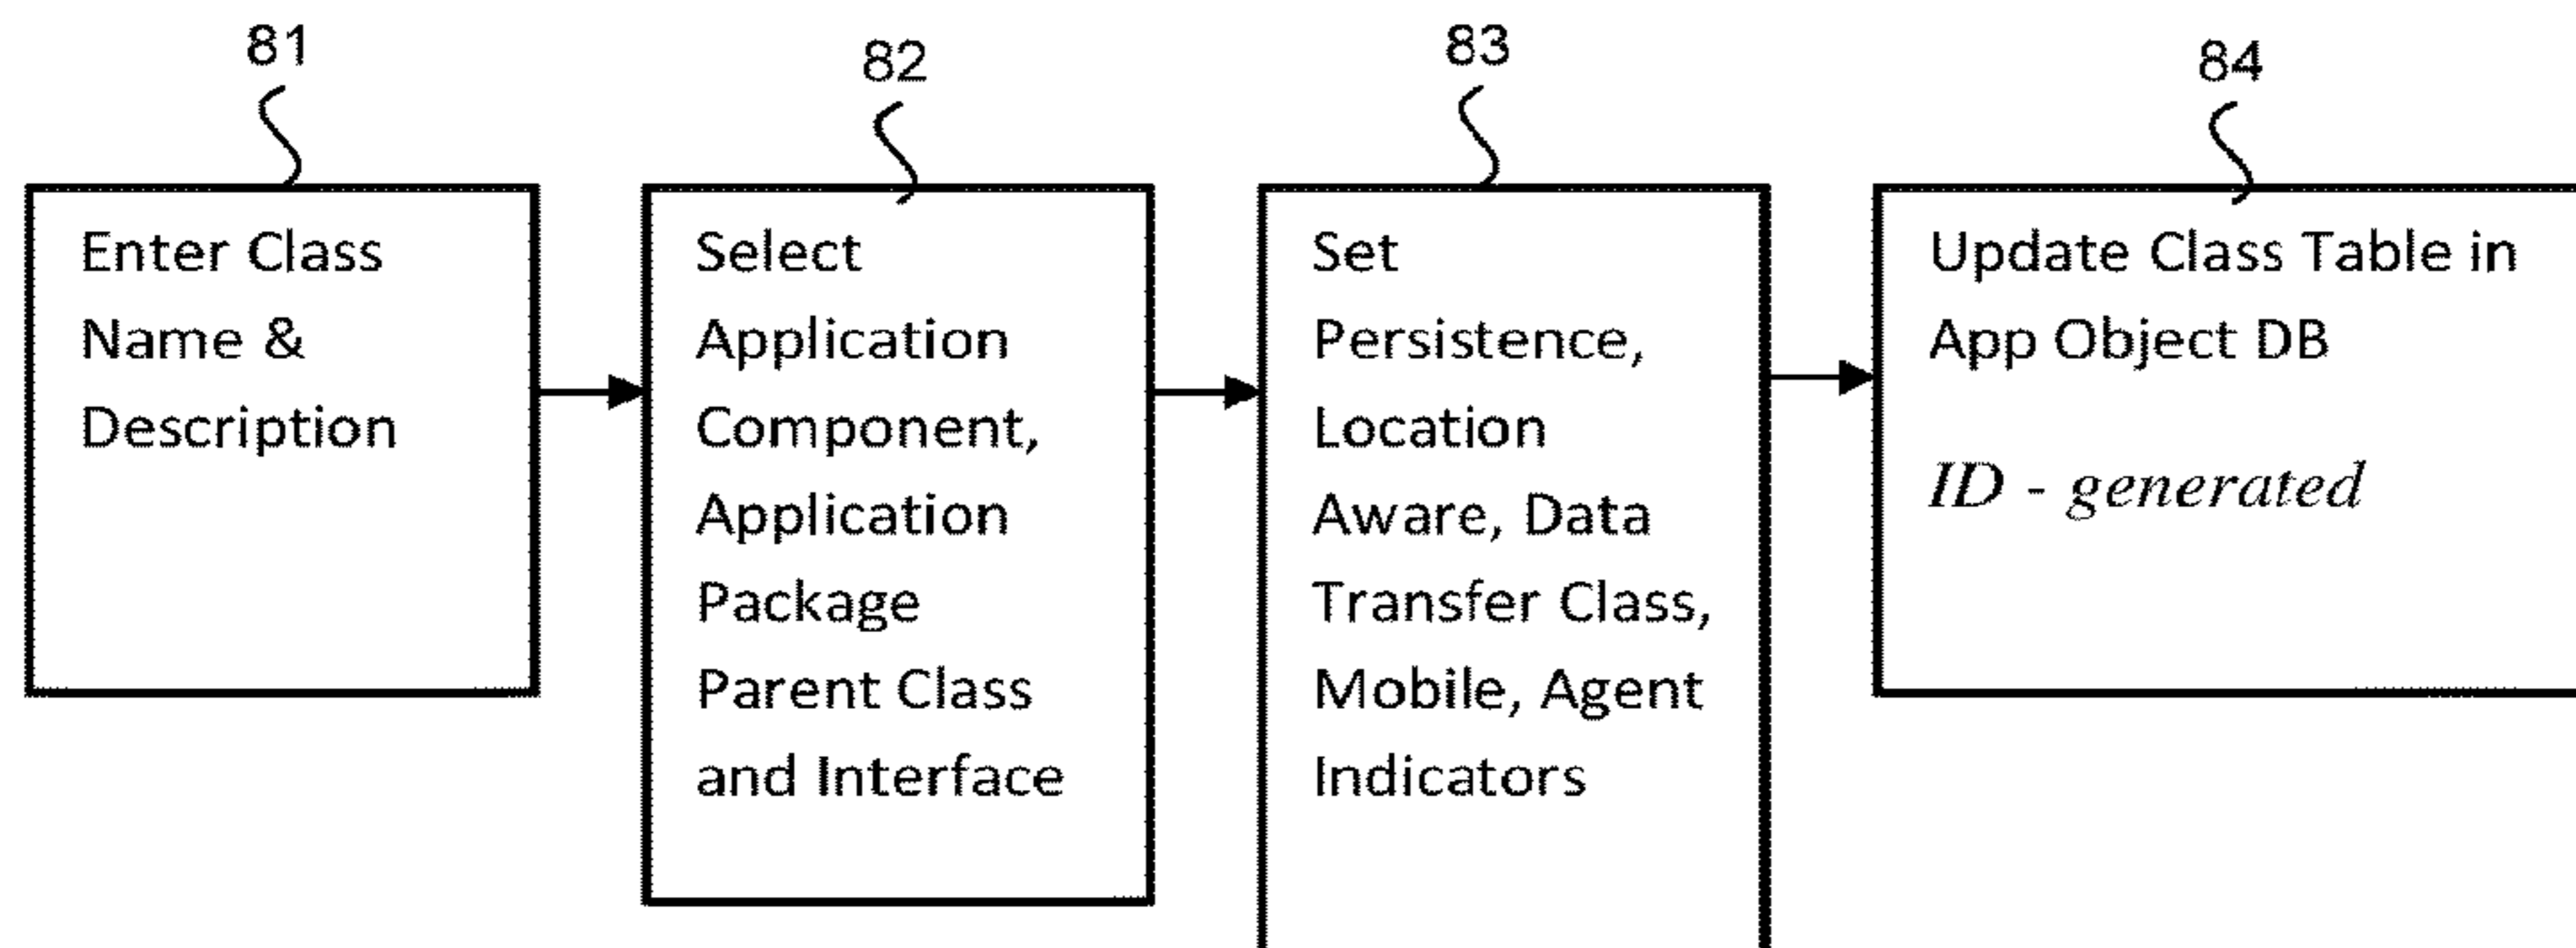 81
82
83
84
Enter Class
Name &
Description
Select
Application
Component,
Application
Package
Parent Class
and Interface
Set
Persistence,
Location
Aware, Data
Transfer Class,
Mobile, Agent
Indicators
Update Class Table in
App Object DB
ID - generated